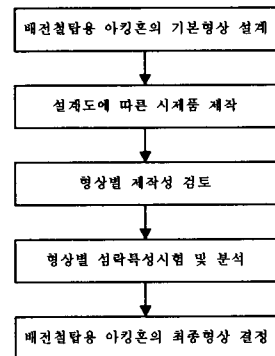 배전철탑용 아킹혼의 기본형상 설계
설계도에 따른 시제품 제작
형상별 제작성 검토
형상별 섬락특성시험 및 분석
배전철탑용 아킹혼의 최종형상 결정